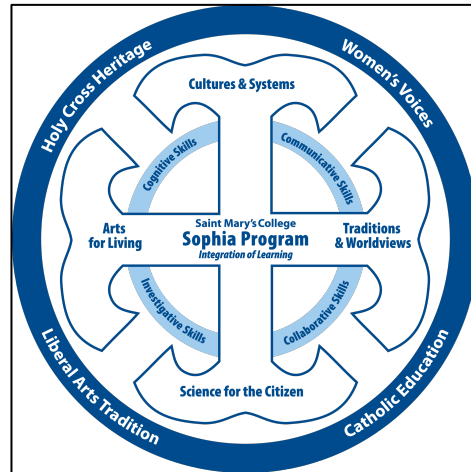 Holy Cross Heritage
Women's Voices
Cultures & Systems
Cognitive Skills
Communicative Skills
Arts
for Living
Saint Mary's College
Sophia Program
Integration of Learning
Traditions
& Worldviews
Investigative Skills
Collaborative Skills
Science for the Citizen
Liberal Arts Tradition
Catholic Education